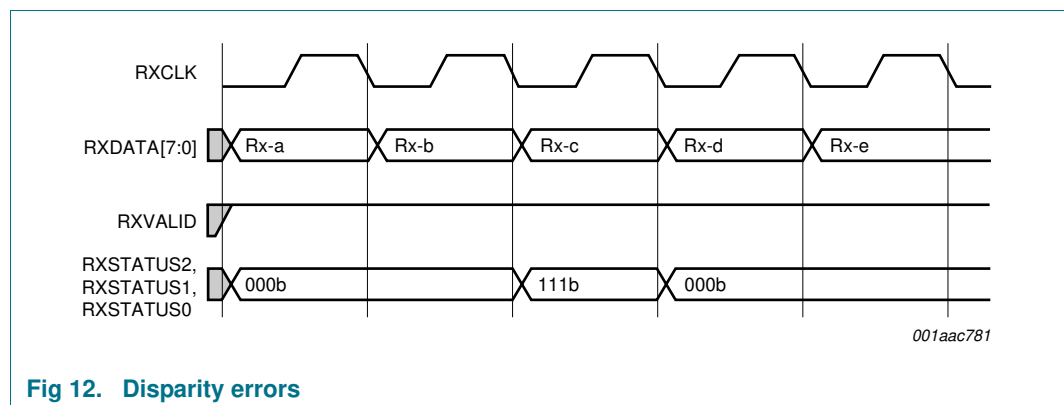 RXCLK
RXDATA[7:0]
Rx-a
Rx-b
Rx-c
Rx-d
Rx-e
RXVALID
RXSTATUS2,
RXSTATUS1,
RXSTATUS0
000b
111b
000b
001aac781
Fig 12. Disparity errors